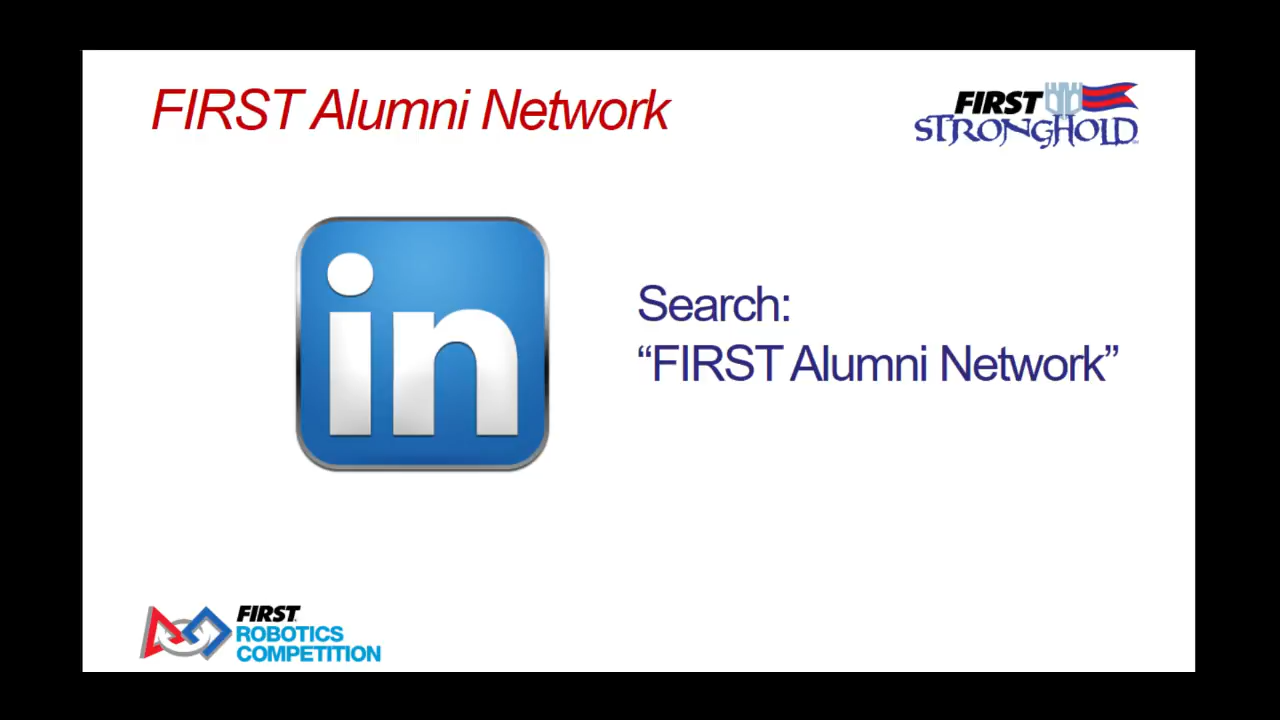 FIRST Alumni Network
FIRST
STRONGHOLD
in
Search:
“FIRST Alumni Network”
FIRST
ROBOTICS
COMPETITION